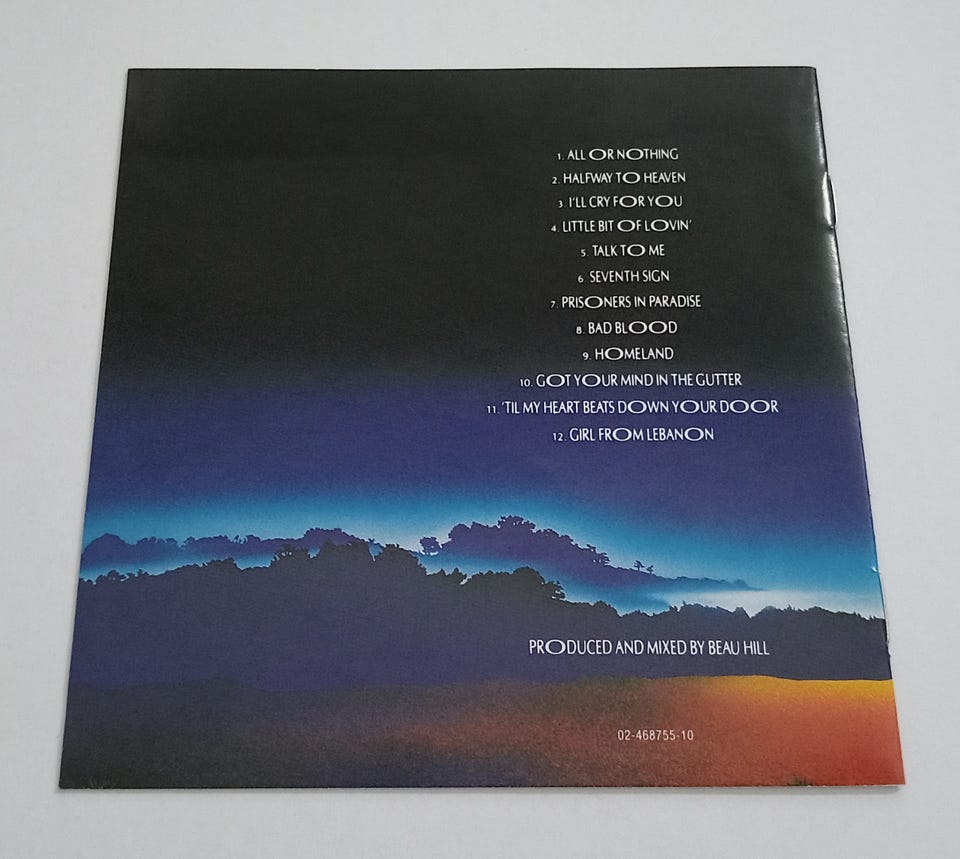 1. ALL OR NOTHING
2. HALFWAY TO HEAVEN
3. I'LL CRY FOR YOU
4. LITTLE BIT OF LOVIN'
5. TALK TO ME
6. SEVENTH SIGN
7. PRISONERS IN PARADISE
8. BAD BLOOD
9. HOMELAND
10. GOT YOUR MIND IN THE GUTTER
11. 'TIL MY HEART BEATS DOWN YOUR DOOR
12. GIRL FROM LEBANON
PRODUCED AND MIXED BY BEAU HILL
02-468755-10